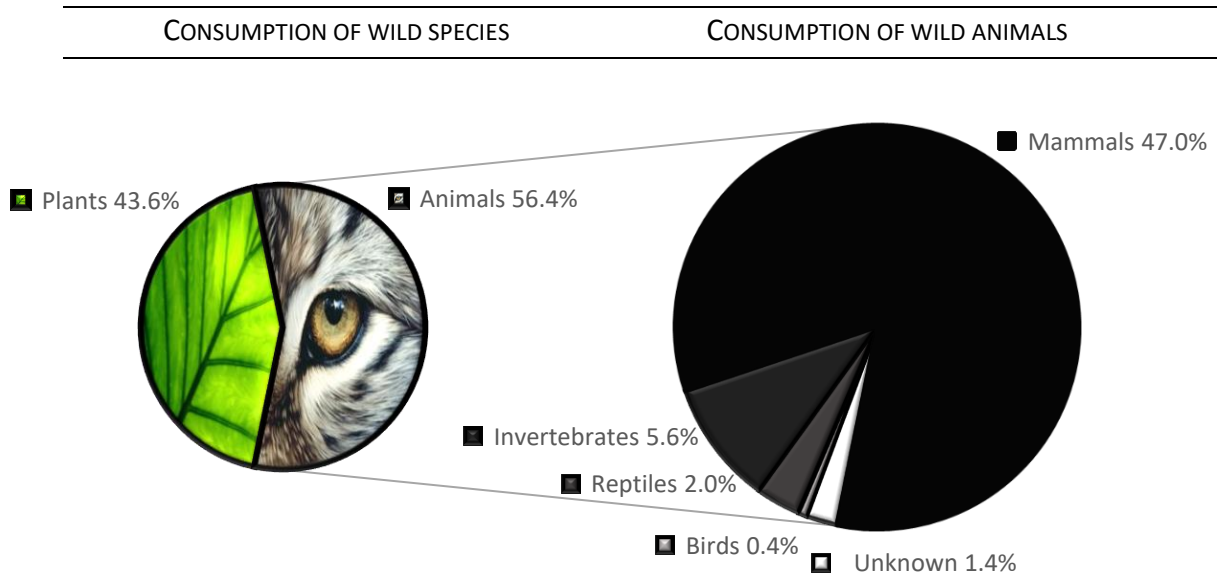 CONSUMPTION OF WILD SPECIES
CONSUMPTION OF WILD ANIMALS
Mammals 47.0%
Plants 43.6%
Animals 56.4%
Invertebrates 5.6%
Reptiles 2.0%
Birds 0.4%
Unknown 1.4%